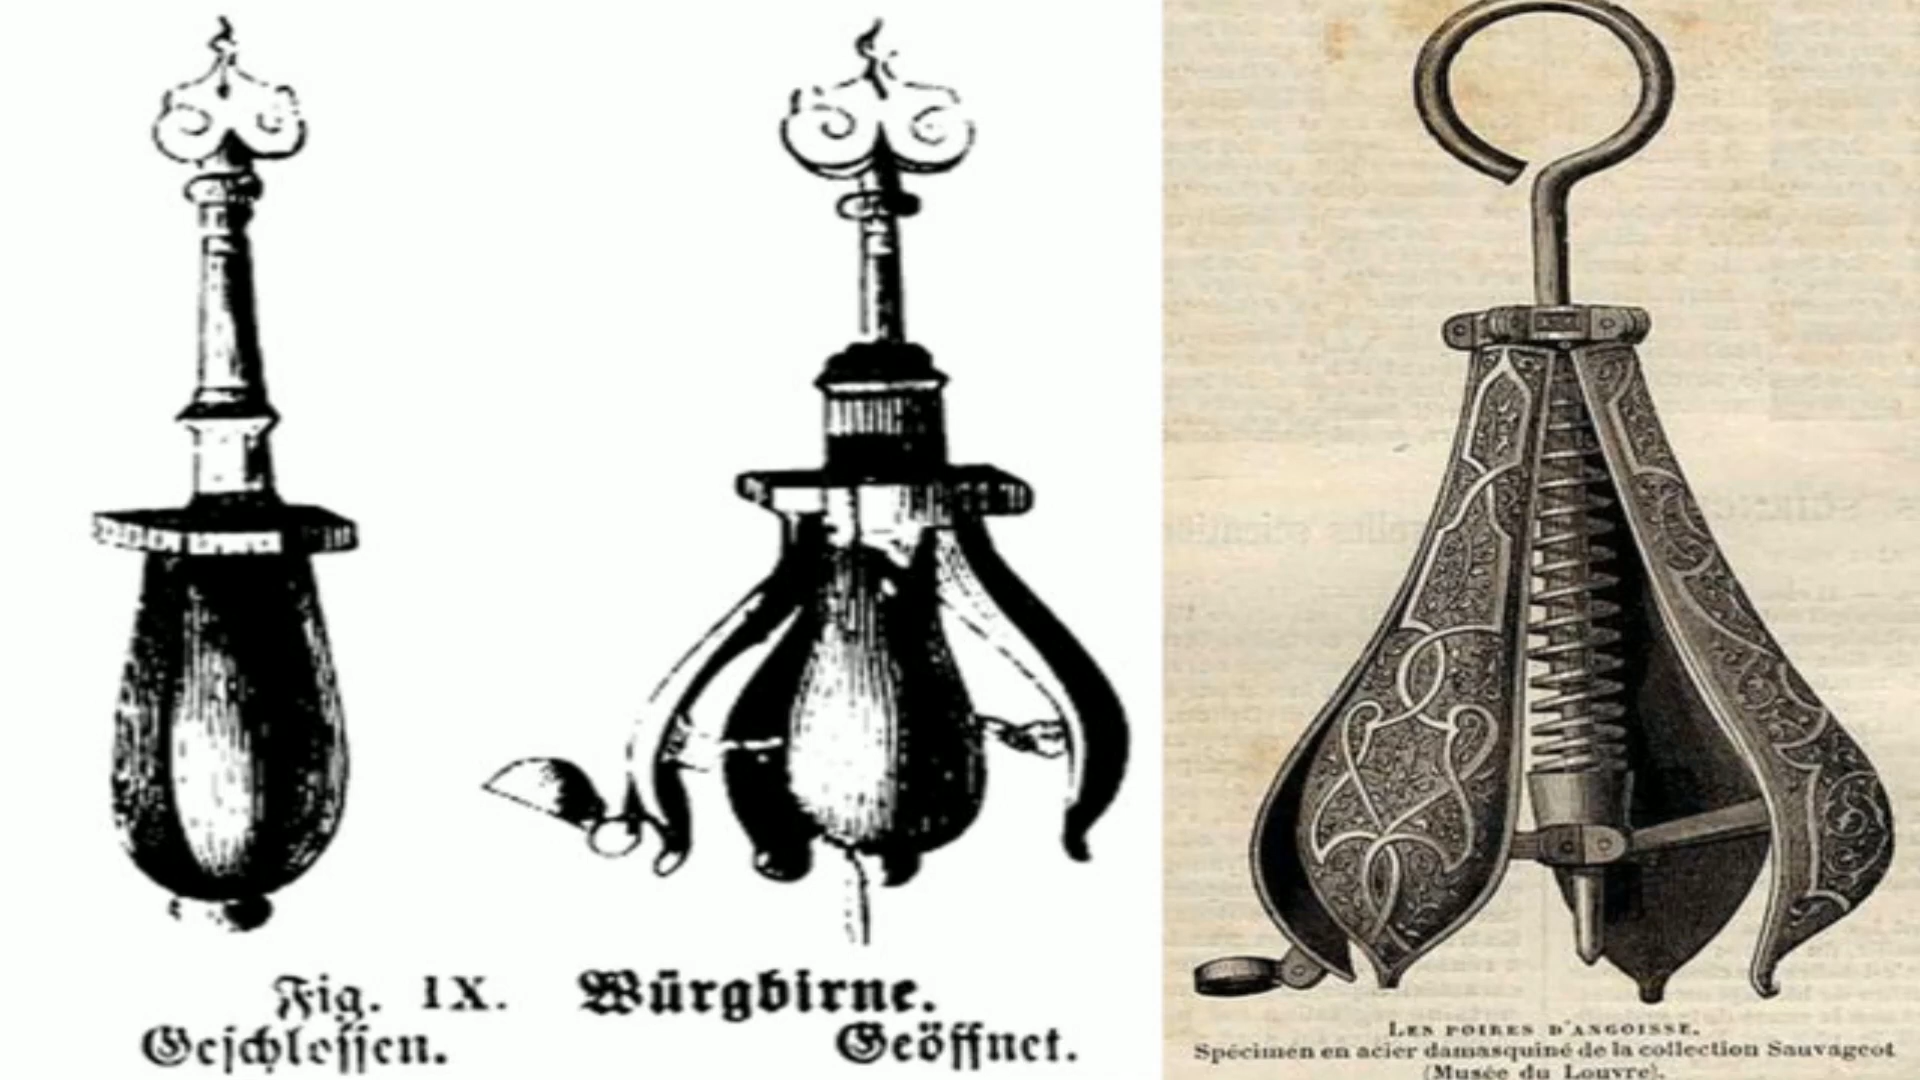 Fig. IX. Würgbirne.
Geschlossen. Geöffnet.
LES POIRES D'ANGOISSE.
Spécimen en acier damasquiné de la collection Sauvageot
(Musée du Louvre).